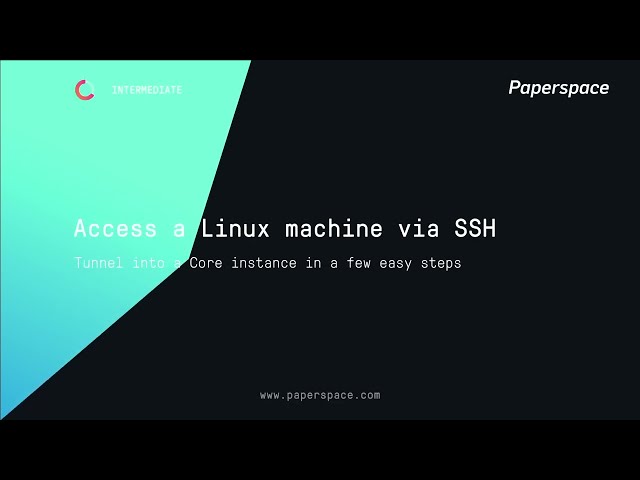 INTERMEDIATE
Paperspace
Access a Linux machine via SSH
Tunnel into a Core instance in a few easy steps
www.paperspace.com